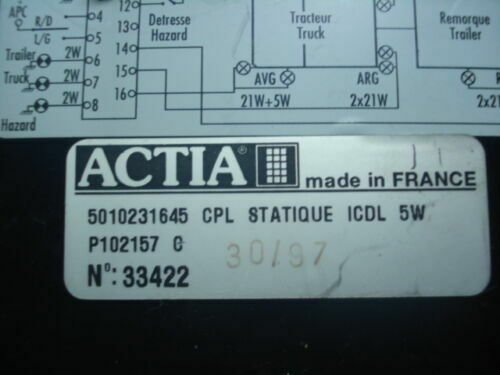 APC
R/D
L/G
4
5
6
7
8
12
13
14
15
16
Detresse
Hazard
Tracteur
Truck
Remorque
Trailer
Trailer 2W
Truck 2W
2W
Hazard
AVG
21W+5W
ARG
2x21W
R
2x21W
ACTIA®
made in FRANCE
5010231645 CPL STATIQUE ICDL 5W
P102157 C
30/97
N°: 33422